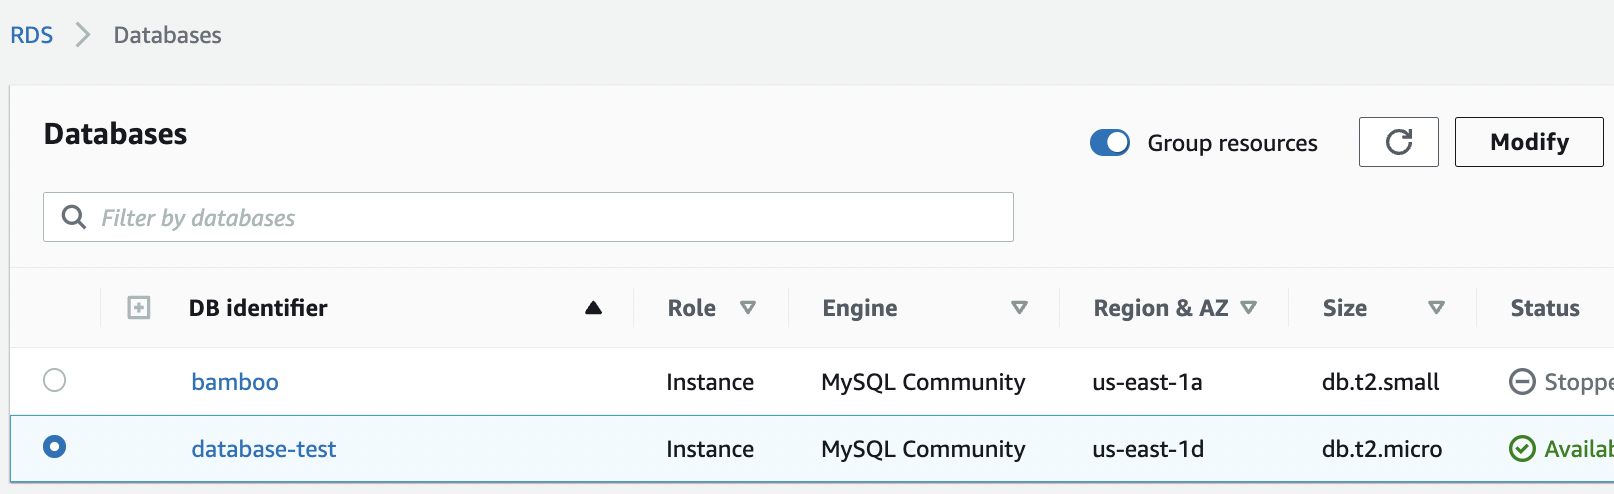 RDS > Databases
Databases
Group resources
Modify
Filter by databases
DB identifier Role Engine Region & AZ Size Status
bamboo Instance MySQL Community us-east-1a db.t2.small Stoppe
database-test Instance MySQL Community us-east-1d db.t2.micro Availab